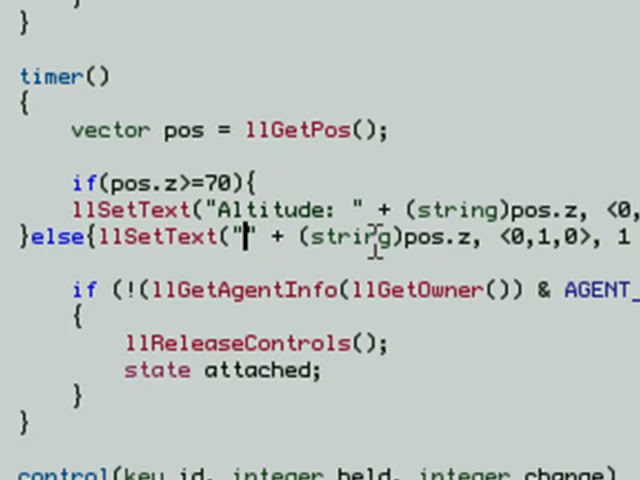 }
}
timer()
{
vector pos = llGetPos();
if(pos.z>=70){
llSetText("Altitude: " + (string)pos.z, <0,
}else{llSetText("" + (string)pos.z, <0,1,0>, 1
if (!(llGetAgentInfo(llGetOwner()) & AGENT_
{
llReleaseControls();
state attached;
}
}
control(key id, integer held, integer change)